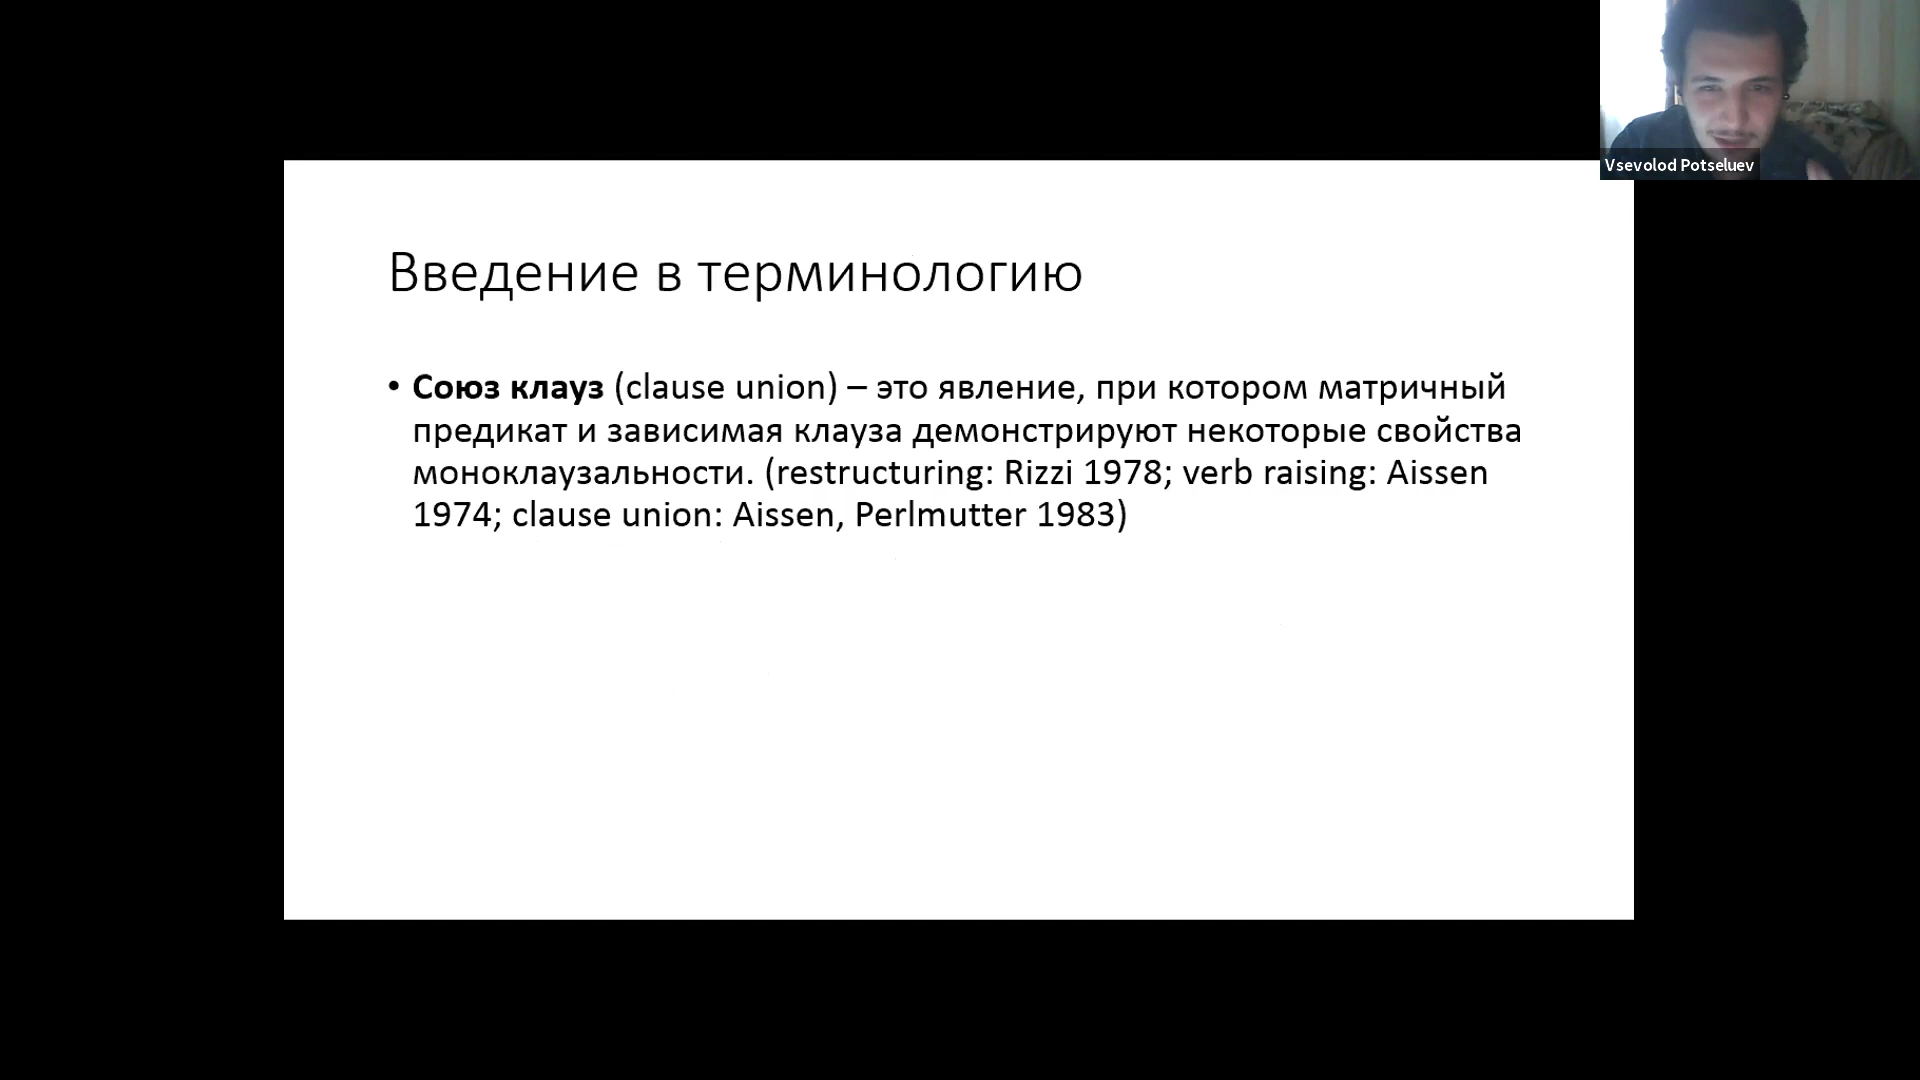 Vsevolod Potseluev
Введение в терминологию
• Союз клауз (clause union) – это явление, при котором матричный
предикат и зависимая клауза демонстрируют некоторые свойства
моноклаузальности. (restructuring: Rizzi 1978; verb raising: Aissen
1974; clause union: Aissen, Perlmutter 1983)